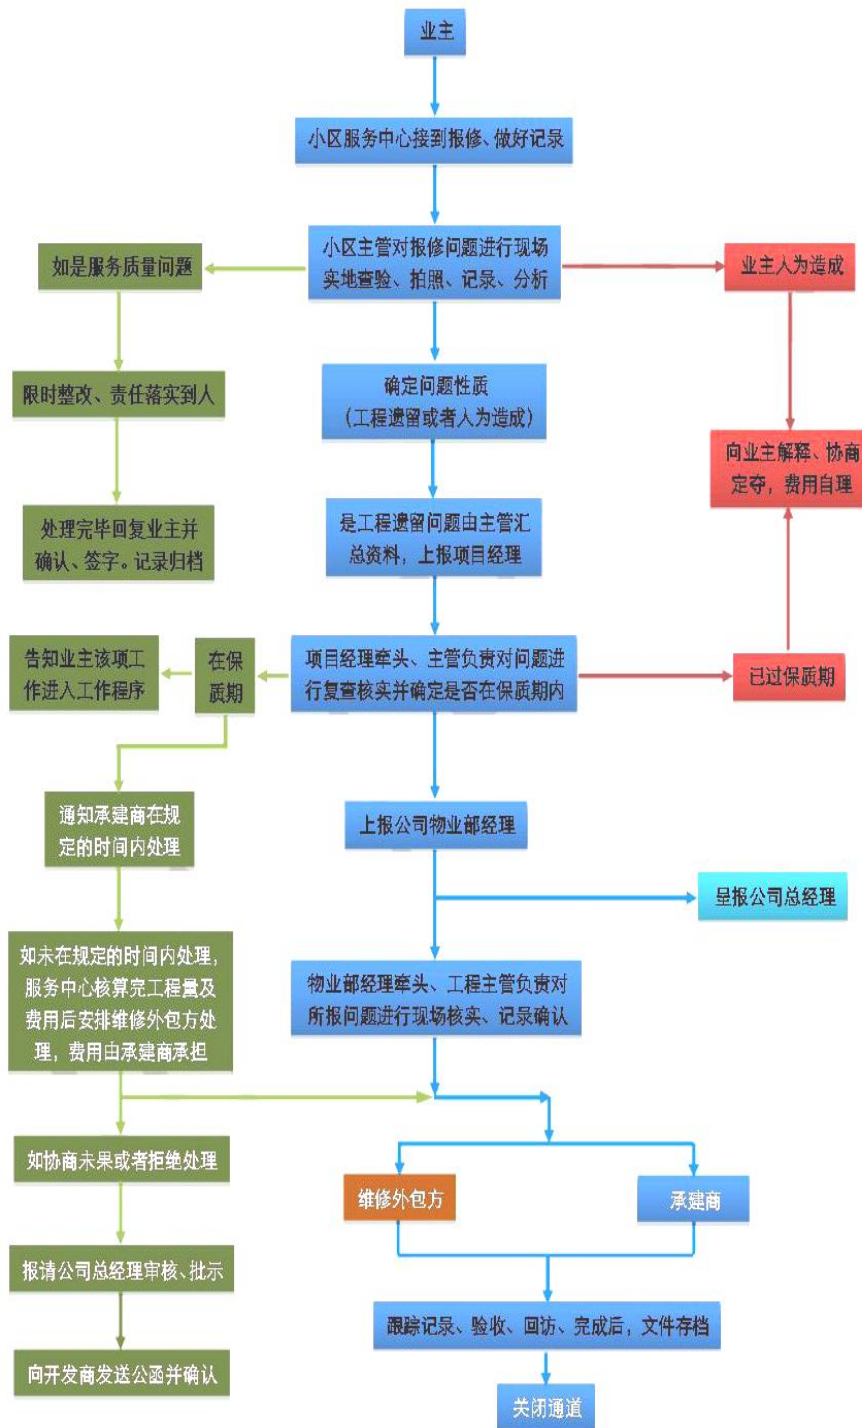 业主
小区服务中心接到报修、做好记录
如是服务质量问题
小区主管对报修问题进行现场
实地查验、拍照、记录、分析
业主人为造成
限时整改、责任落实到人
确定问题性质
（工程遗留或者人为造成）
向业主解释、协商
定夺，费用自理
处理完毕回复业主并
确认、签字。记录归档
是工程遗留问题由主管汇
总资料，上报项目经理
告知业主该项工
作进入工作程序
在保
质期
项目经理牵头、主管负责对问题进
行复查核实并确定是否在保质期内
已过保质期
通知承建商在规
定的时间内处理
上报公司物业部经理
呈报公司总经理
如未在规定的时间内处理，
服务中心核算完工程量及
费用后安排维修外包方处
理，费用由承建商承担
物业部经理牵头、工程主管负责对
所报问题进行现场核实、记录确认
如协商未果或者拒绝处理
维修外包方
承建商
报请公司总经理审核、批示
跟踪记录、验收、回访、完成后，文件存档
向开发商发送公函并确认
关闭通道